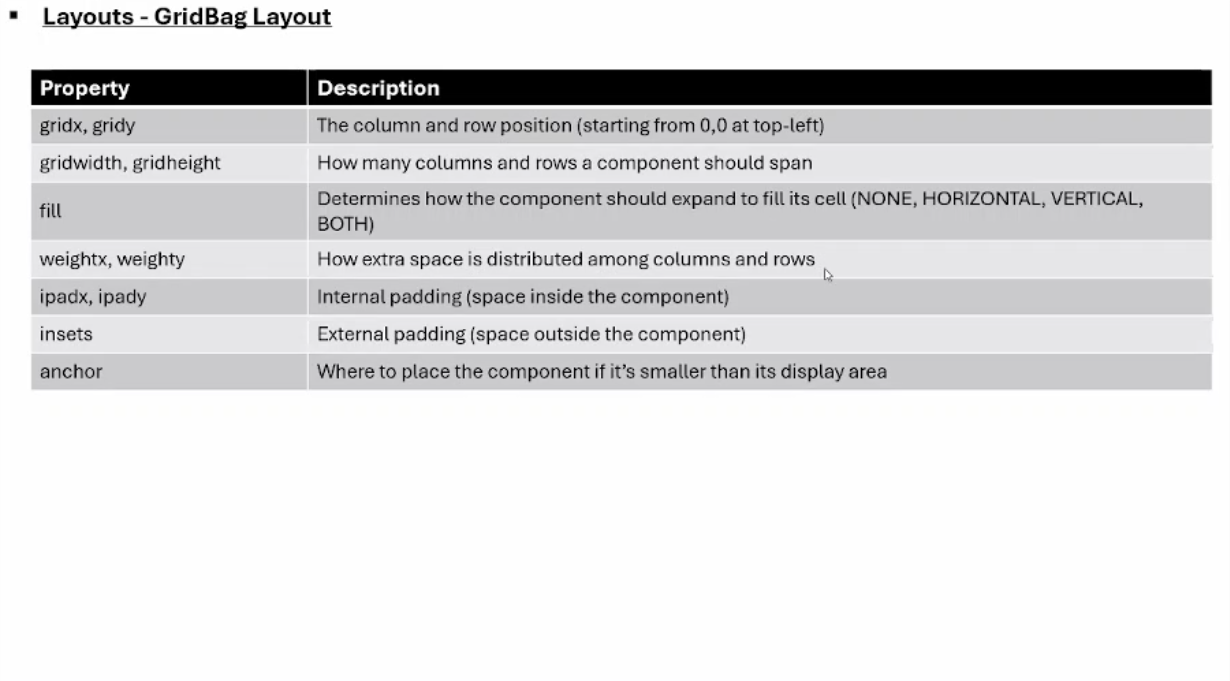 ▪ Layouts - GridBag Layout
Property Description
gridx, gridy The column and row position (starting from 0,0 at top-left)
gridwidth, gridheight How many columns and rows a component should span
fill Determines how the component should expand to fill its cell (NONE, HORIZONTAL, VERTICAL,
BOTH)
weightx, weighty How extra space is distributed among columns and rows
ipadx, ipady Internal padding (space inside the component)
insets External padding (space outside the component)
anchor Where to place the component if it’s smaller than its display area